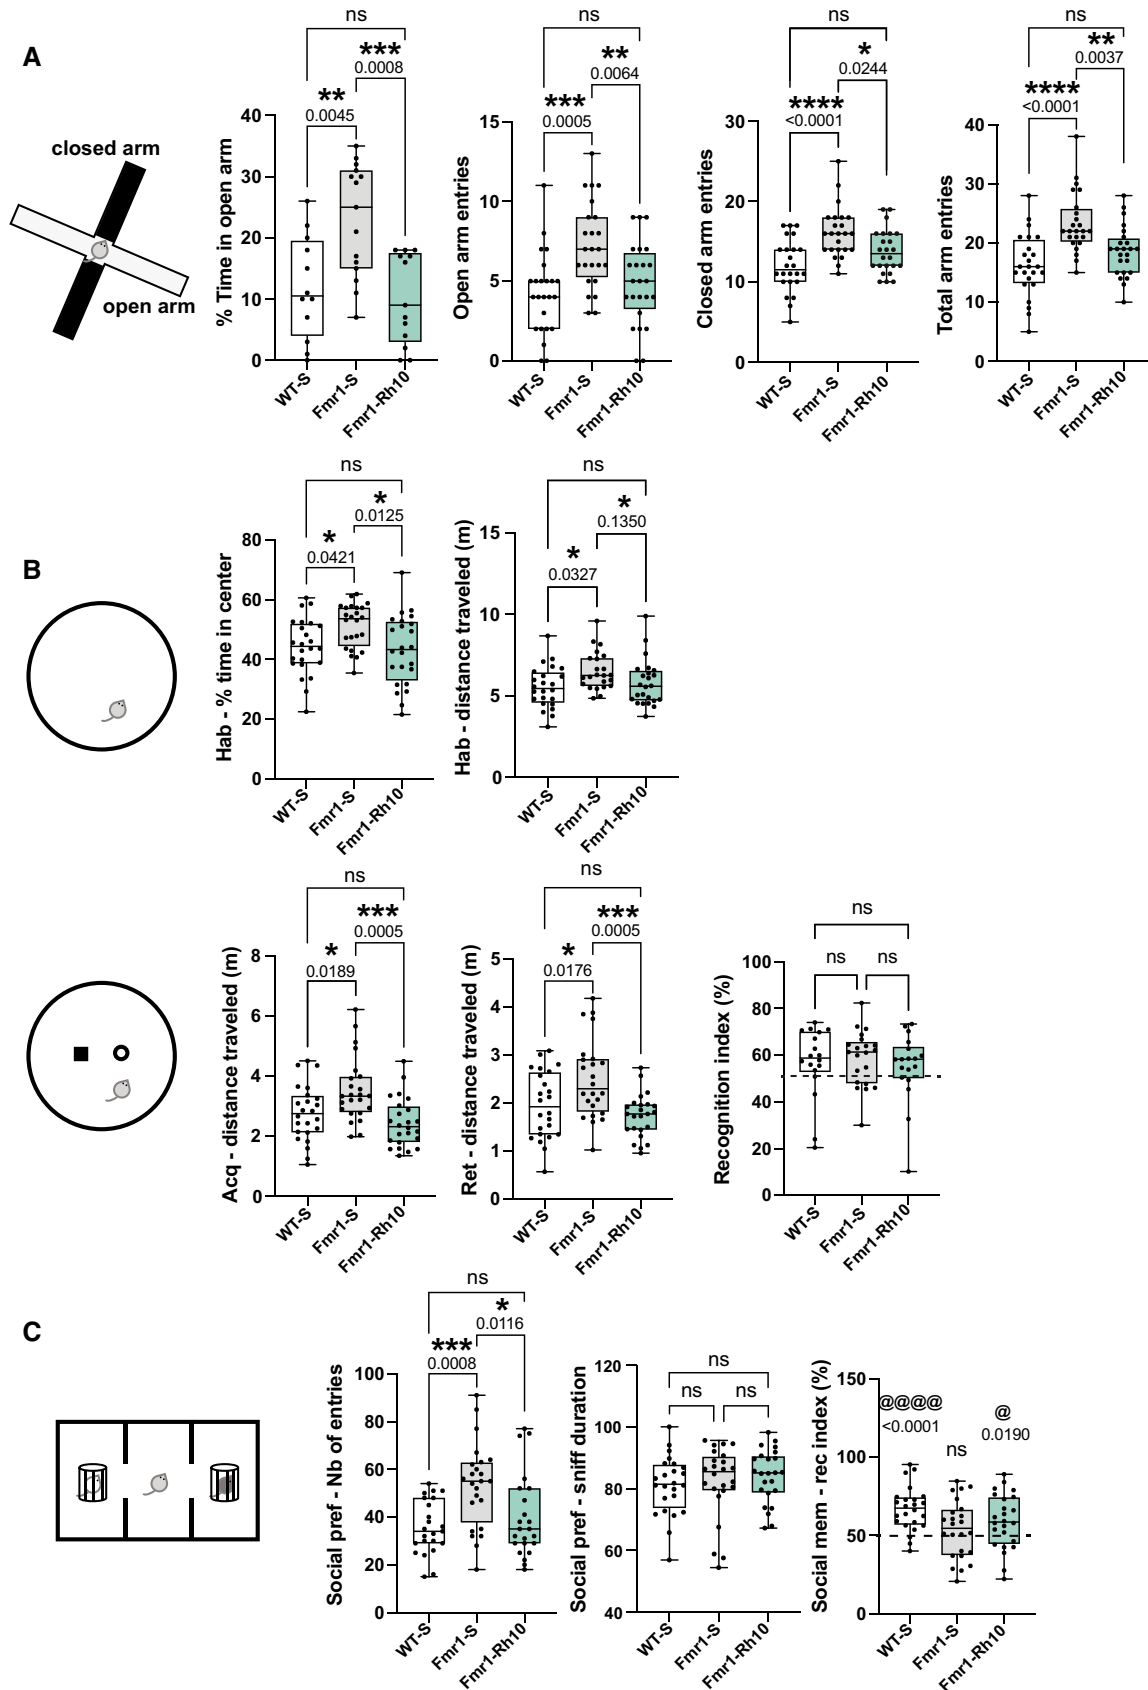 A
closed arm
open arm
% Time in open arm
40
30
20
10
0
ns
***
0.0008
**
0.0045
WT-S
Fmr1-S
Fmr1-Rh10
Open arm entries
15
10
5
0
ns
**
0.0064
***
0.0005
WT-S
Fmr1-S
Fmr1-Rh10
Closed arm entries
30
20
10
0
ns
*
0.0244
****
<0.0001
WT-S
Fmr1-S
Fmr1-Rh10
Total arm entries
40
30
20
10
0
ns
**
0.0037
****
<0.0001
WT-S
Fmr1-S
Fmr1-Rh10
B
Hab - % time in center
80
60
40
20
0
ns
*
0.0125
*
0.0421
WT-S
Fmr1-S
Fmr1-Rh10
Hab - distance traveled (m)
15
10
5
0
ns
*
0.1350
*
0.0327
WT-S
Fmr1-S
Fmr1-Rh10
Acq - distance traveled (m)
8
6
4
2
0
ns
***
0.0005
*
0.0189
WT-S
Fmr1-S
Fmr1-Rh10
Ret - distance traveled (m)
5
4
3
2
1
0
ns
***
0.0005
*
0.0176
WT-S
Fmr1-S
Fmr1-Rh10
Recognition index (%)
100
80
60
40
20
0
ns
ns
ns
WT-S
Fmr1-S
Fmr1-Rh10
C
Social pref - Nb of entries
100
80
60
40
20
0
ns
*
0.0116
***
0.0008
WT-S
Fmr1-S
Fmr1-Rh10
Social pref - sniff duration
120
100
80
60
40
ns
ns
ns
WT-S
Fmr1-S
Fmr1-Rh10
Social mem - rec index (%)
150
100
50
0
@@@@
<0.0001
ns
@
0.0190
WT-S
Fmr1-S
Fmr1-Rh10